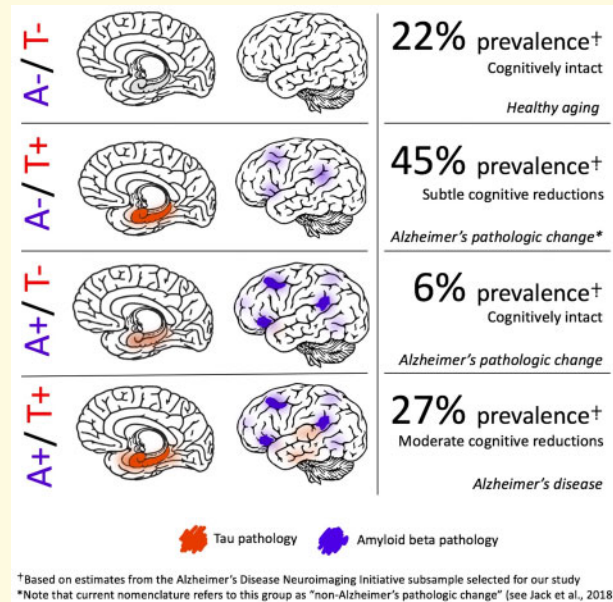 A-/ T-
22% prevalence†
Cognitively intact
Healthy aging
A-/ T+
45% prevalence†
Subtle cognitive reductions
Alzheimer's pathologic change*
A+/ T-
6% prevalence†
Cognitively intact
Alzheimer's pathologic change
A+/ T+
27% prevalence†
Moderate cognitive reductions
Alzheimer's disease
Tau pathology
Amyloid beta pathology
†Based on estimates from the Alzheimer's Disease Neuroimaging Initiative subsample selected for our study
*Note that current nomenclature refers to this group as "non-Alzheimer's pathologic change" (see Jack et al., 2018